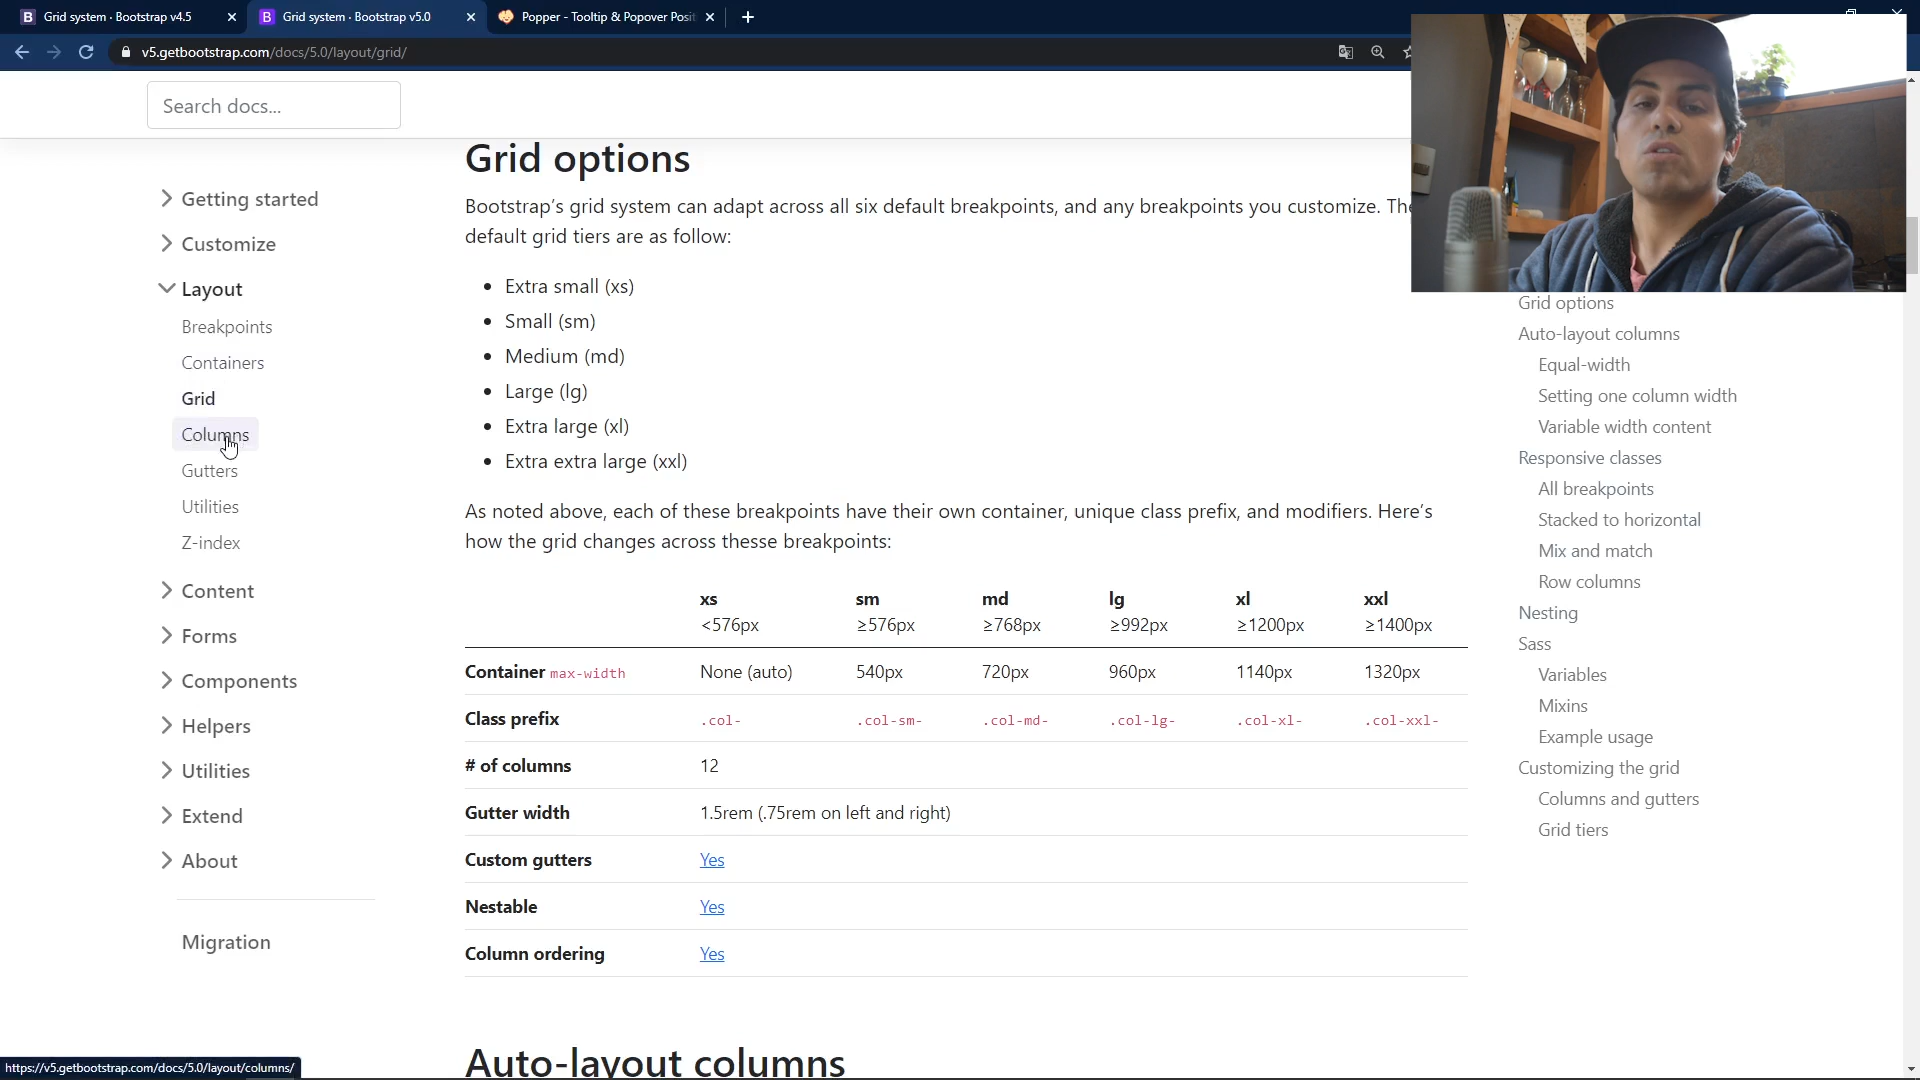 Grid system · Bootstrap v4.5
Grid system · Bootstrap v5.0
Popper - Tooltip & Popover Posit
v5.getbootstrap.com/docs/5.0/layout/grid/
Search docs...
Getting started
Customize
Layout
Breakpoints
Containers
Grid
Columns
Gutters
Utilities
Z-index
Content
Forms
Components
Helpers
Utilities
Extend
About
Migration
Grid options
Bootstrap’s grid system can adapt across all six default breakpoints, and any breakpoints you customize. The
default grid tiers are as follow:
• Extra small (xs)
• Small (sm)
• Medium (md)
• Large (lg)
• Extra large (xl)
• Extra extra large (xxl)
As noted above, each of these breakpoints have their own container, unique class prefix, and modifiers. Here’s
how the grid changes across thesse breakpoints:
xs sm md lg xl xxl
<576px ≥576px ≥768px ≥992px ≥1200px ≥1400px
Container max-width None (auto) 540px 720px 960px 1140px 1320px
Class prefix .col- .col-sm- .col-md- .col-lg- .col-xl- .col-xxl-
# of columns 12
Gutter width 1.5rem (.75rem on left and right)
Custom gutters Yes
Nestable Yes
Column ordering Yes
Auto-layout columns
Grid options
Auto-layout columns
Equal-width
Setting one column width
Variable width content
Responsive classes
All breakpoints
Stacked to horizontal
Mix and match
Row columns
Nesting
Sass
Variables
Mixins
Example usage
Customizing the grid
Columns and gutters
Grid tiers
https://v5.getbootstrap.com/docs/5.0/layout/columns/